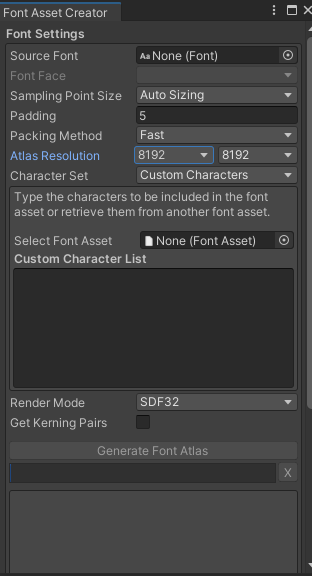 Font Asset Creator
Font Settings
Source Font Aa None (Font)
Font Face
Sampling Point Size Auto Sizing
Padding 5
Packing Method Fast
Atlas Resolution 8192 8192
Character Set Custom Characters
Type the characters to be included in the font
asset or retrieve them from another font asset.
Select Font Asset None (Font Asset)
Custom Character List
Render Mode SDF32
Get Kerning Pairs
Generate Font Atlas
X